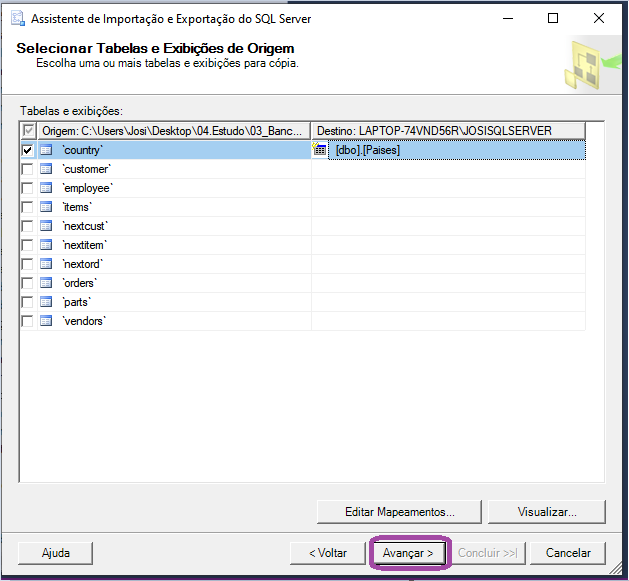 Assistente de Importação e Exportação do SQL Server
Selecionar Tabelas e Exibições de Origem
Escolha uma ou mais tabelas e exibições para cópia.
Tabelas e exibições:
Origem: C:\Users\Josi\Desktop\04.Estudo\03_Banc... Destino: LAPTOP-74VND56R\JOSISQLSERVER
`country` [dbo].[Paises]
`customer`
`employee`
`items`
`nextcust`
`nextitem`
`nextord`
`orders`
`parts`
`vendors`
Editar Mapeamentos... Visualizar...
Ajuda < Voltar Avançar > Concluir >>| Cancelar